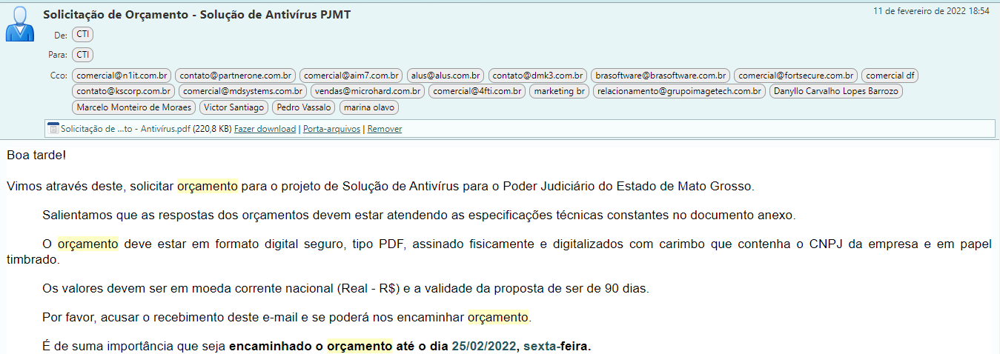 Solicitação de Orçamento - Solução de Antivírus PJMT
11 de fevereiro de 2022 18:54
De: CTI
Para: CTI
Cco: comercial@n1it.com.br contato@partnerone.com.br comercial@aim7.com.br alus@alus.com.br contato@dmk3.com.br brasoftware@brasoftware.com.br comercial@fortsecure.com.br comercial df
contato@kscorp.com.br comercial@mdsystems.com.br vendas@microhard.com.br comercial@4fti.com.br marketing br relacionamento@grupoimagetech.com.br Danyllo Carvalho Lopes Barrozo
Marcelo Monteiro de Moraes Victor Santiago Pedro Vassalo marina olavo
Solicitação de ...to - Antivírus.pdf (220,8 KB) Fazer download | Porta-arquivos | Remover
Boa tarde!
Vimos através deste, solicitar orçamento para o projeto de Solução de Antivírus para o Poder Judiciário do Estado de Mato Grosso.
Salientamos que as respostas dos orçamentos devem estar atendendo as especificações técnicas constantes no documento anexo.
O orçamento deve estar em formato digital seguro, tipo PDF, assinado fisicamente e digitalizados com carimbo que contenha o CNPJ da empresa e em papel
timbrado.
Os valores devem ser em moeda corrente nacional (Real - R$) e a validade da proposta de ser de 90 dias.
Por favor, acusar o recebimento deste e-mail e se poderá nos encaminhar orçamento.
É de suma importância que seja encaminhado o orçamento até o dia 25/02/2022, sexta-feira.